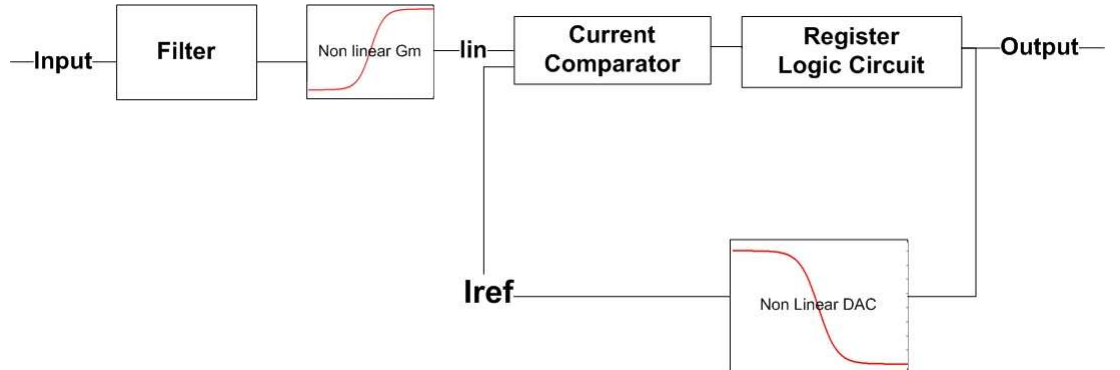 Input
Filter
Non linear Gm
Iin
Current
Comparator
Register
Logic Circuit
Output
Iref
Non Linear DAC